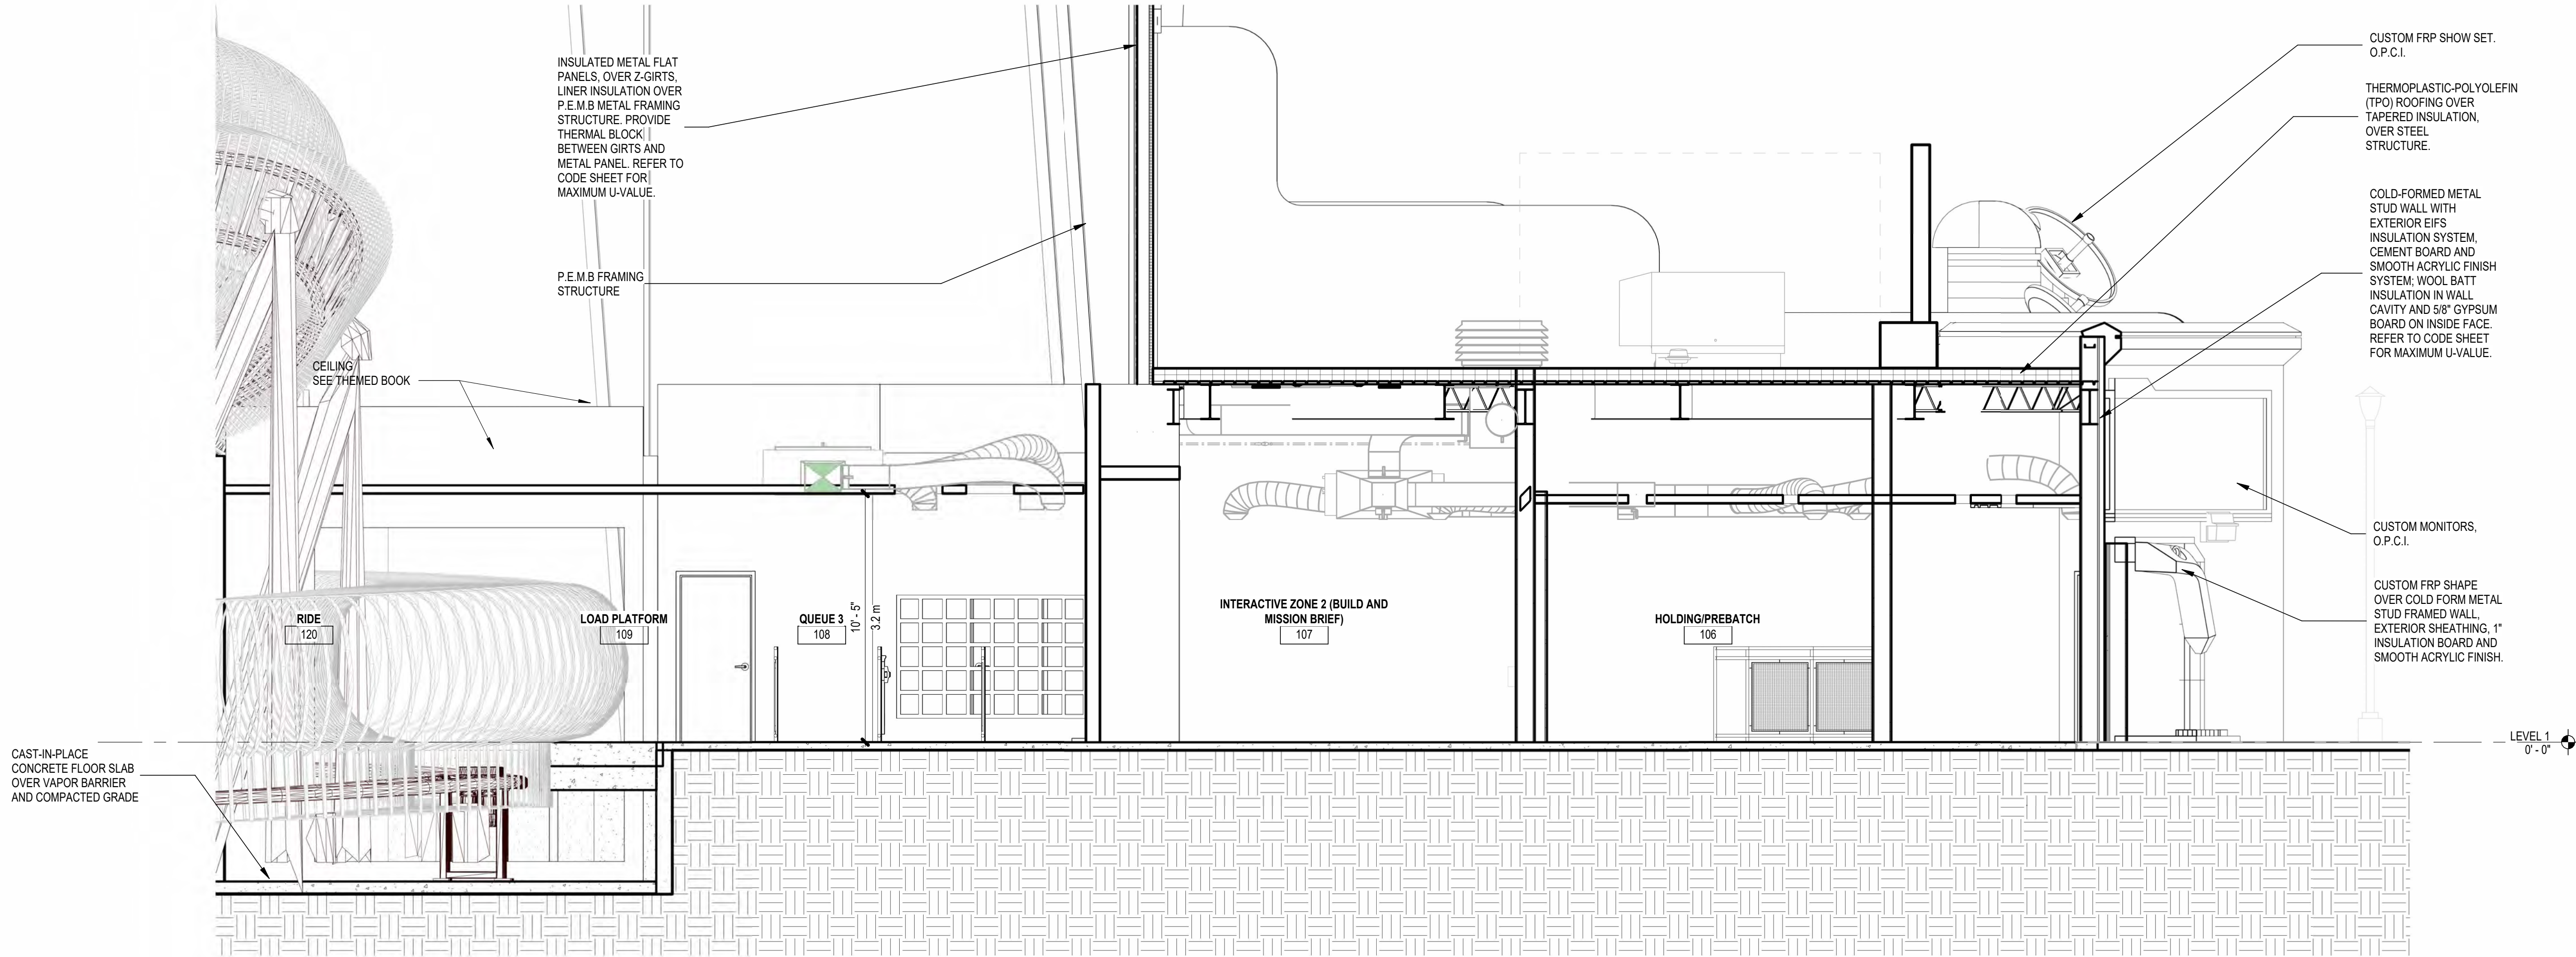 INSULATED METAL FLAT
PANELS, OVER Z-GIRTS,
LINER INSULATION OVER
P.E.M.B METAL FRAMING
STRUCTURE. PROVIDE
THERMAL BLOCK
BETWEEN GIRTS AND
METAL PANEL. REFER TO
CODE SHEET FOR
MAXIMUM U-VALUE.
P.E.M.B FRAMING
STRUCTURE
CEILING
SEE THEMED BOOK
CUSTOM FRP SHOW SET.
O.P.C.I.
THERMOPLASTIC-POLYOLEFIN
(TPO) ROOFING OVER
TAPERED INSULATION,
OVER STEEL
STRUCTURE.
COLD-FORMED METAL
STUD WALL WITH
EXTERIOR EIFS
INSULATION SYSTEM,
CEMENT BOARD AND
SMOOTH ACRYLIC FINISH
SYSTEM; WOOL BATT
INSULATION IN WALL
CAVITY AND 5/8" GYPSUM
BOARD ON INSIDE FACE.
REFER TO CODE SHEET
FOR MAXIMUM U-VALUE.
CUSTOM MONITORS,
O.P.C.I.
CUSTOM FRP SHAPE
OVER COLD FORM METAL
STUD FRAMED WALL,
EXTERIOR SHEATHING, 1"
INSULATION BOARD AND
SMOOTH ACRYLIC FINISH.
RIDE
120
LOAD PLATFORM
109
QUEUE 3
108
10' - 5"
3.2 m
INTERACTIVE ZONE 2 (BUILD AND
MISSION BRIEF)
107
HOLDING/PREBATCH
106
LEVEL 1
0' - 0"
CAST-IN-PLACE
CONCRETE FLOOR SLAB
OVER VAPOR BARRIER
AND COMPACTED GRADE